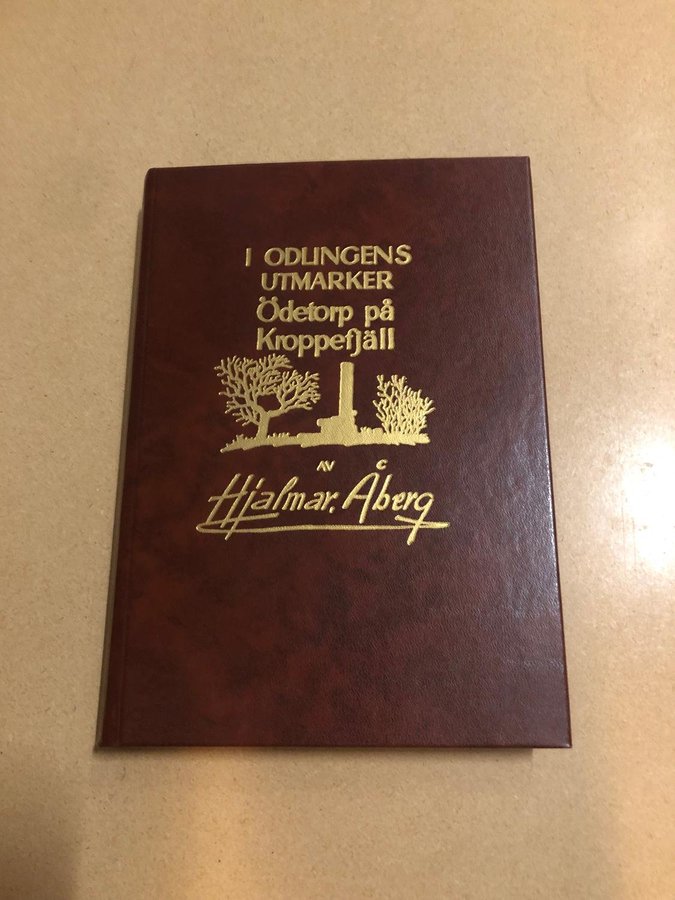 I ODLINGENS
UTMARKER
Ödetorp på
Kroppefjäll
AV
Hjalmar. Åberg